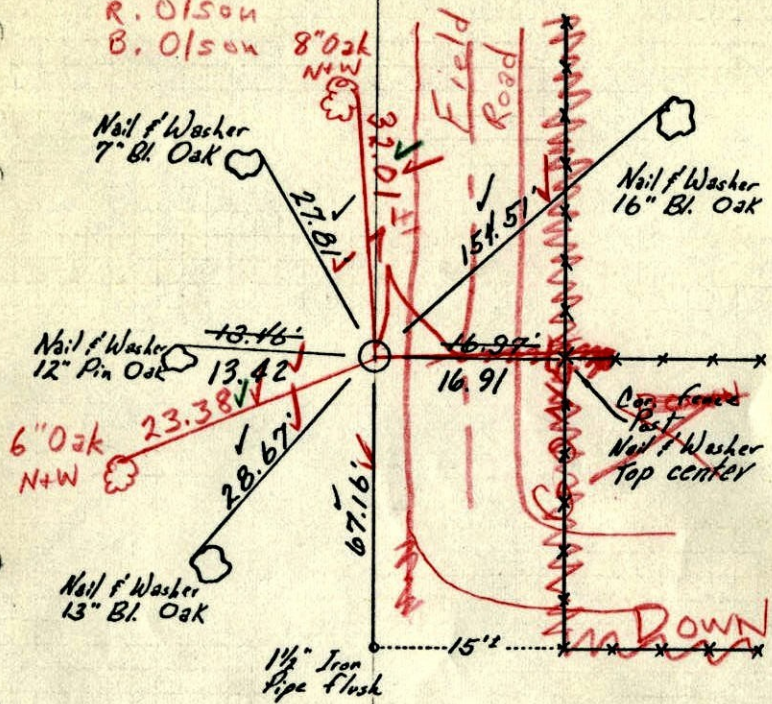 R. Olson
B. Olson
8" Oak
N+W
Field
Road
Nail & Washer
7" Bl. Oak
32.01
27.81'
154.51'
Nail & Washer
16" Bl. Oak
Nail & Washer
12" Pin Oak
13.46'
13.42
16.97'
16.91
Cor. fence
Post
Nail & Washer
Top center
6" Oak
N+W
23.38
28.67'
67.16'
Nail & Washer
13" Bl. Oak
DOWN
1½" Iron
Pipe flush
15'±